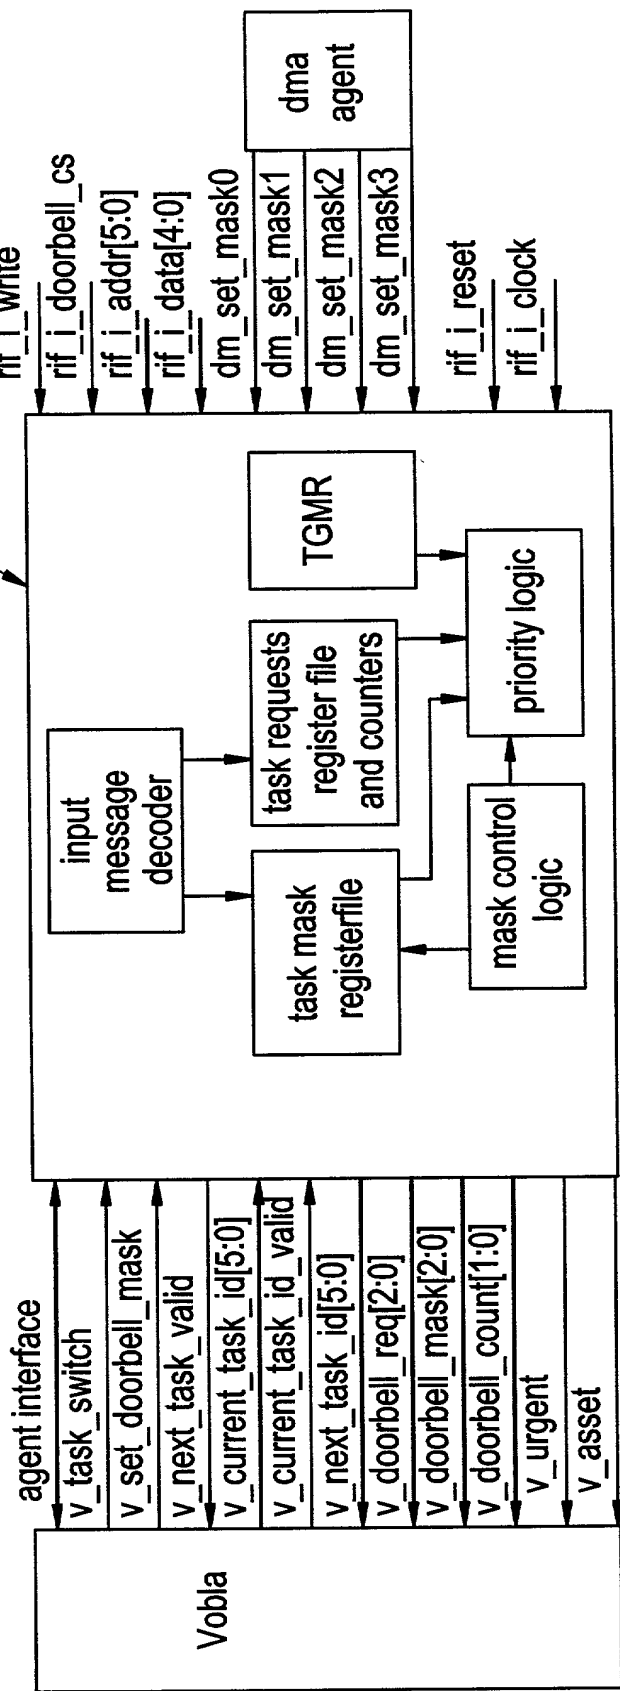 agent interface
v_task_switch
v_set_doorbell_mask
v_next_task_valid
v_current_task_id[5:0]
v_current_task_id_valid
v_next_task_id[5:0]
v_doorbell_req[2:0]
v_doorbell_mask[2:0]
v_doorbell_count[1:0]
v_urgent
v_asset
Vobla
input
message
decoder
task mask
registerfile
task requests
register file
and counters
TGMR
mask control
logic
priority logic
rif_i_write
rif_i_doorbell_cs
rif_i_addr[5:0]
rif_i_data[4:0]
dm_set_mask0
dm_set_mask1
dm_set_mask2
dm_set_mask3
rif_i_reset
rif_i_clock
dma
agent